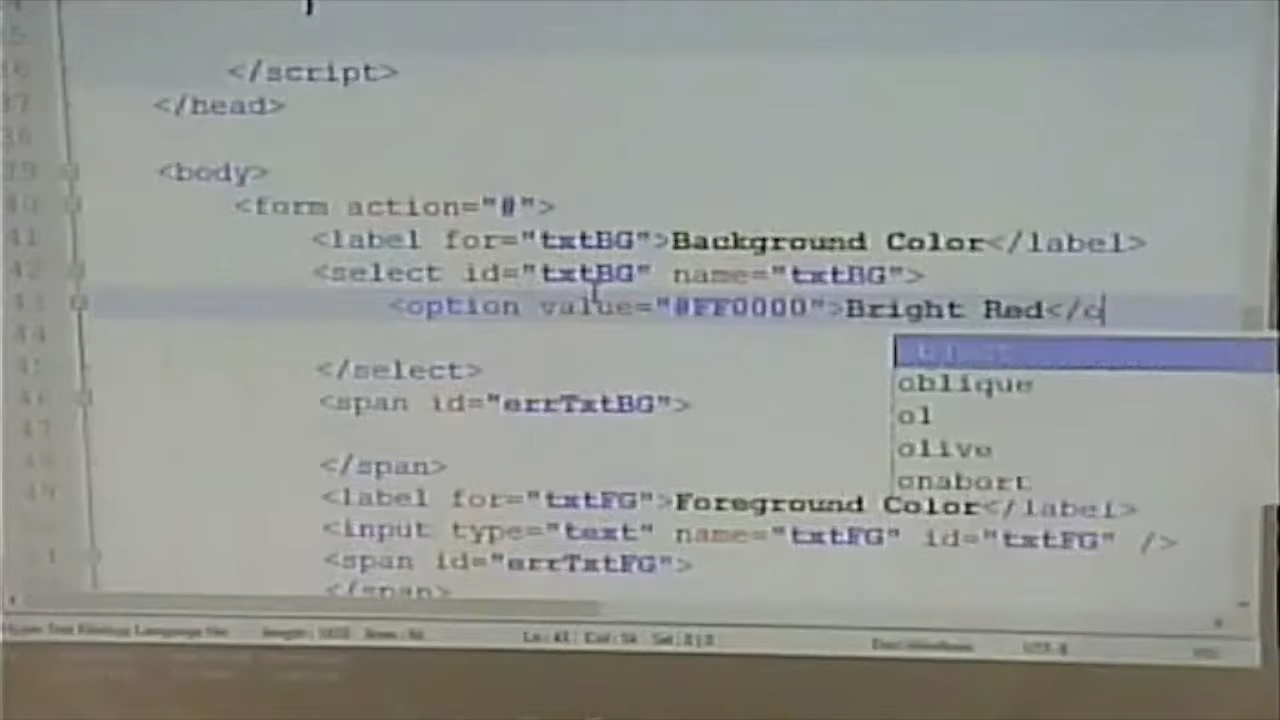 </script>
</head>
<body>
<form action="#">
<label for="txtBG">Background Color</label>
<select id="txtBG" name="txtBG">
<option value="#FF0000">Bright Red</o
</select>
oblique
<span id="errTxtBG">
ol
olive
</span>
onabort
<label for="txtFG">Foreground Color</label>
<input type="text" name="txtFG" id="txtFG" />
<span id="errTxtFG">
</span>